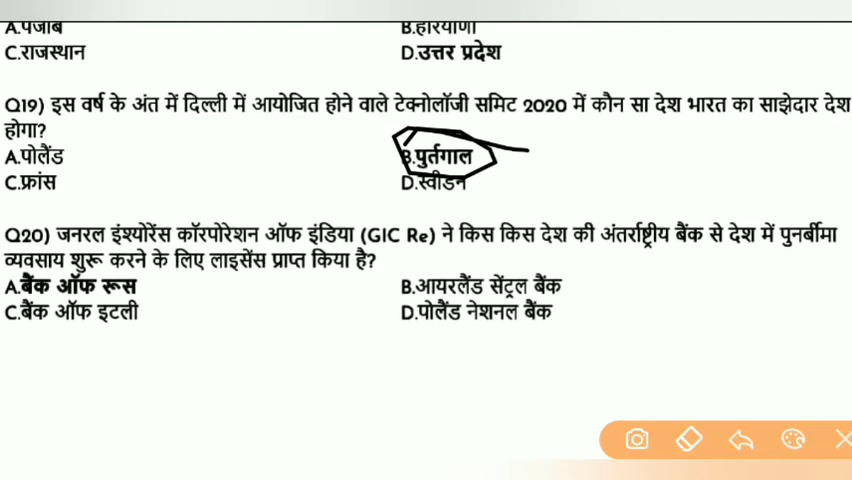 A.पंजाब B.हरियाणा
C.राजस्थान D.उत्तर प्रदेश
Q19) इस वर्ष के अंत में दिल्ली में आयोजित होने वाले टेक्नोलॉजी समिट 2020 में कौन सा देश भारत का साझेदार देश
होगा?
A.पोलैंड B.पुर्तगाल
C.फ्रांस D.स्वीडन
Q20) जनरल इंश्योरेंस कॉरपोरेशन ऑफ इंडिया (GIC Re) ने किस किस देश की अंतर्राष्ट्रीय बैंक से देश में पुनर्बीमा
व्यवसाय शुरू करने के लिए लाइसेंस प्राप्त किया है?
A.बैंक ऑफ रूस B.आयरलैंड सेंट्रल बैंक
C.बैंक ऑफ इटली D.पोलैंड नेशनल बैंक